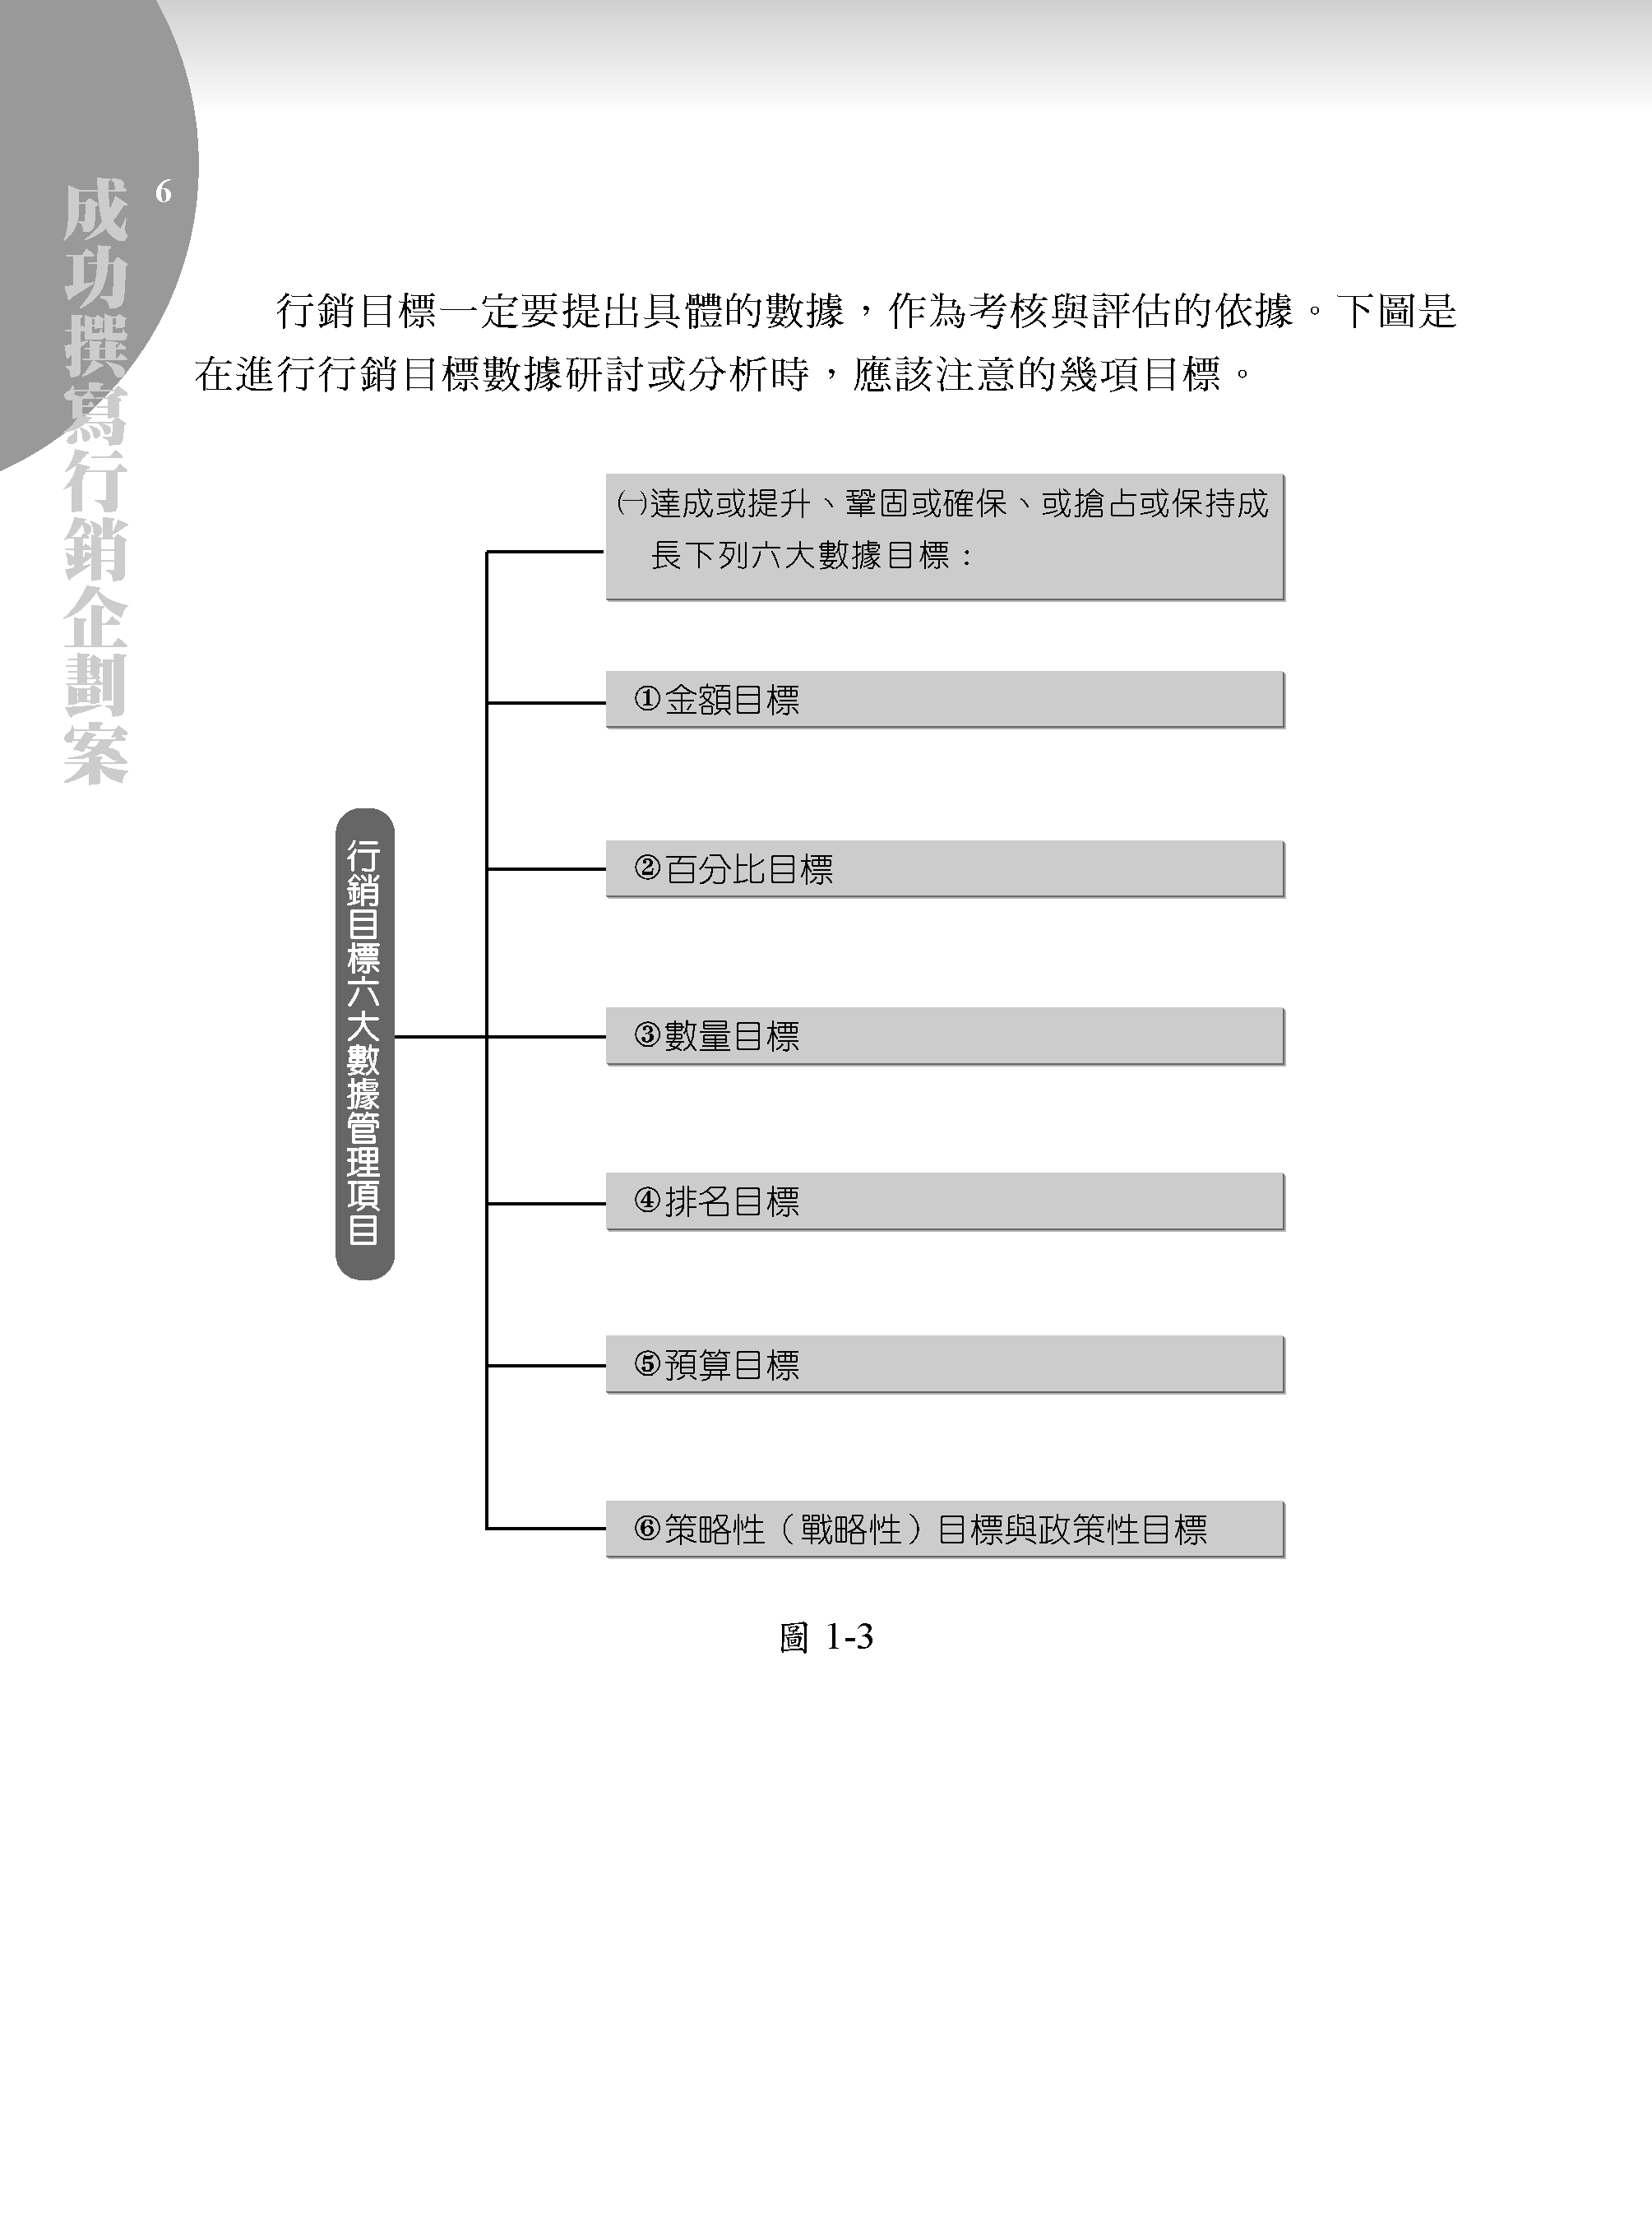 6
成功撰寫行銷企劃案
行銷目標一定要提出具體的數據，作為考核與評估的依據。下圖是
在進行行銷目標數據研討或分析時，應該注意的幾項目標。
行銷目標六大數據管理項目
㈠達成或提升、鞏固或確保、或搶占或保持成
長下列六大數據目標：
①金額目標
②百分比目標
③數量目標
④排名目標
⑤預算目標
⑥策略性（戰略性）目標與政策性目標
圖 1-3